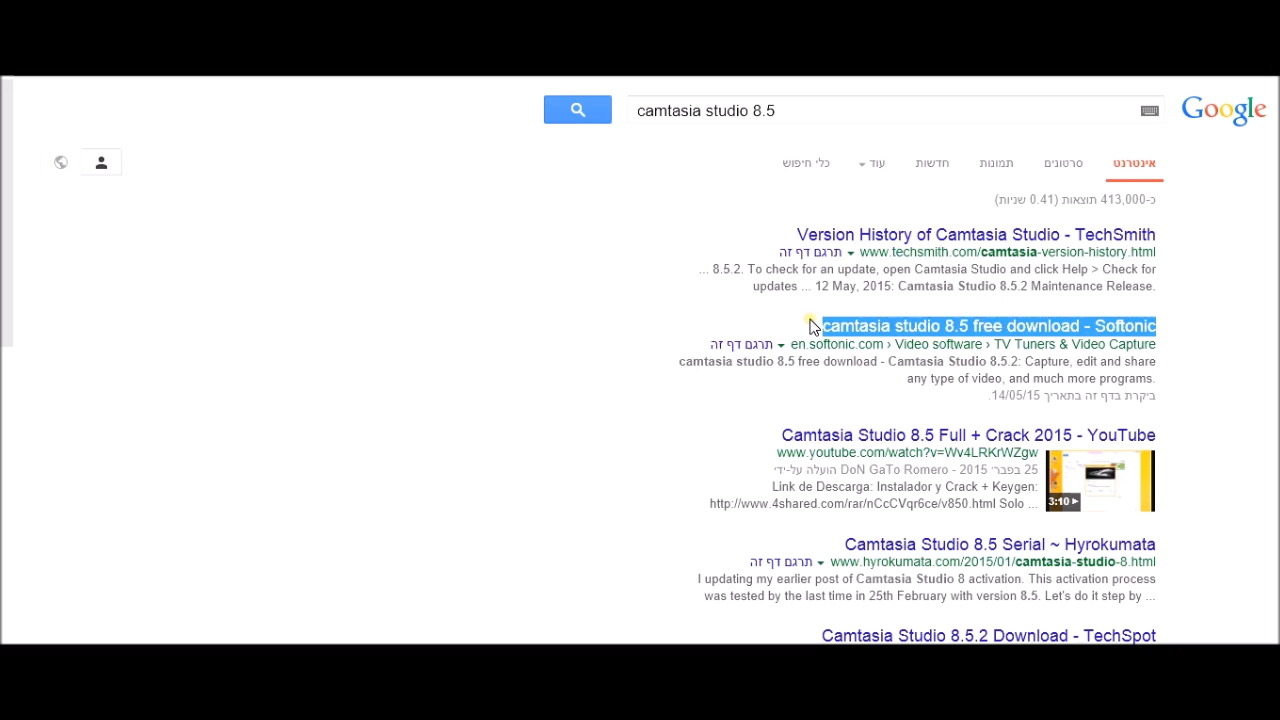 camtasia studio 8.5
Google
אינטרנט סרטונים תמונות חדשות עוד כלי חיפוש
כ-413,000 תוצאות (0.41 שניות)
Version History of Camtasia Studio - TechSmith
www.techsmith.com/camtasia-version-history.html תרגם דף זה
... 8.5.2. To check for an update, open Camtasia Studio and click Help > Check for
updates ... 12 May, 2015: Camtasia Studio 8.5.2 Maintenance Release.
camtasia studio 8.5 free download - Softonic
en.softonic.com › Video software › TV Tuners & Video Capture תרגם דף זה
camtasia studio 8.5 free download - Camtasia Studio 8.5.2: Capture, edit and share
any type of video, and much more programs.
ביקרת בדף זה בתאריך 14/05/15.
Camtasia Studio 8.5 Full + Crack 2015 - YouTube
www.youtube.com/watch?v=Wv4LRKrWZgw
25 בפבר׳ 2015 - DoN GaTo Romero הועלה על-ידי
Link de Descarga: Instalador y Crack + Keygen:
http://www.4shared.com/rar/nCcCVqr6ce/v850.html Solo ...
3:10
Camtasia Studio 8.5 Serial ~ Hyrokumata
www.hyrokumata.com/2015/01/camtasia-studio-8.html תרגם דף זה
I updating my earlier post of Camtasia Studio 8 activation. This activation process
was tested by the last time in 25th February with version 8.5. Let's do it step by ...
Camtasia Studio 8.5.2 Download - TechSpot